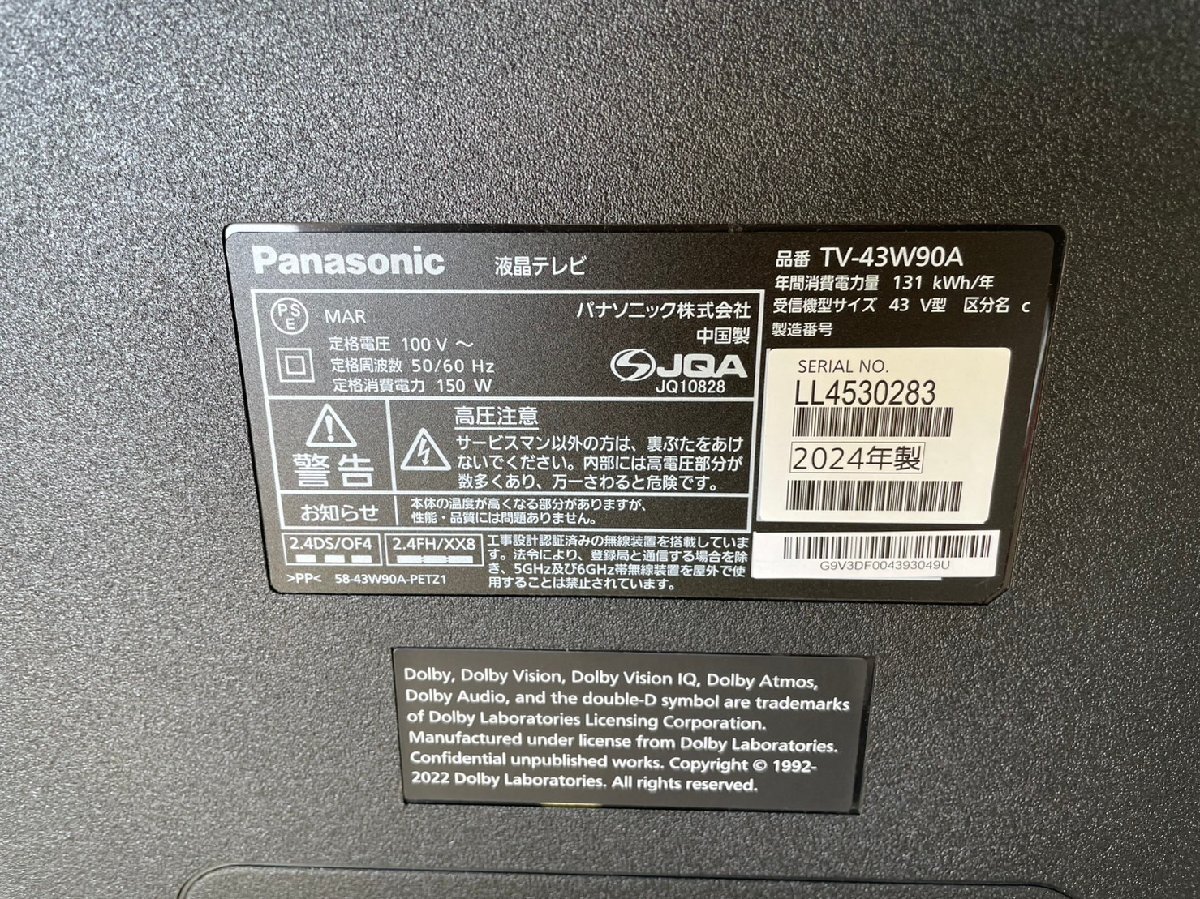 Panasonic 液晶テレビ
品番 TV-43W90A
年間消費電力量 131 kWh/年
受信機型サイズ 43 V型 区分名 c
製造番号
PS
E
MAR
定格電圧 100 V ~
定格周波数 50/60 Hz
定格消費電力 150 W
パナソニック株式会社
中国製
JQA
JQ10828
SERIAL NO.
LL4530283
2024年製
G9V3DF004393049U
警告
高圧注意
サービスマン以外の方は、裏ぶたをあけ
ないでください。内部には高電圧部分が
数多くあり、万一さわると危険です。
お知らせ
本体の温度が高くなる部分がありますが、
性能・品質には問題ありません。
2.4DS/OF4 2.4FH/XX8
工事設計認証済みの無線装置を搭載していま
す。法令により、登録局と通信する場合を除
き、5GHz及び6GHz帯無線装置を屋外で使
用することは禁止されています。
>PP< 58-43W90A-PETZ1
Dolby, Dolby Vision, Dolby Vision IQ, Dolby Atmos,
Dolby Audio, and the double-D symbol are trademarks
of Dolby Laboratories Licensing Corporation.
Manufactured under license from Dolby Laboratories.
Confidential unpublished works. Copyright © 1992-
2022 Dolby Laboratories. All rights reserved.